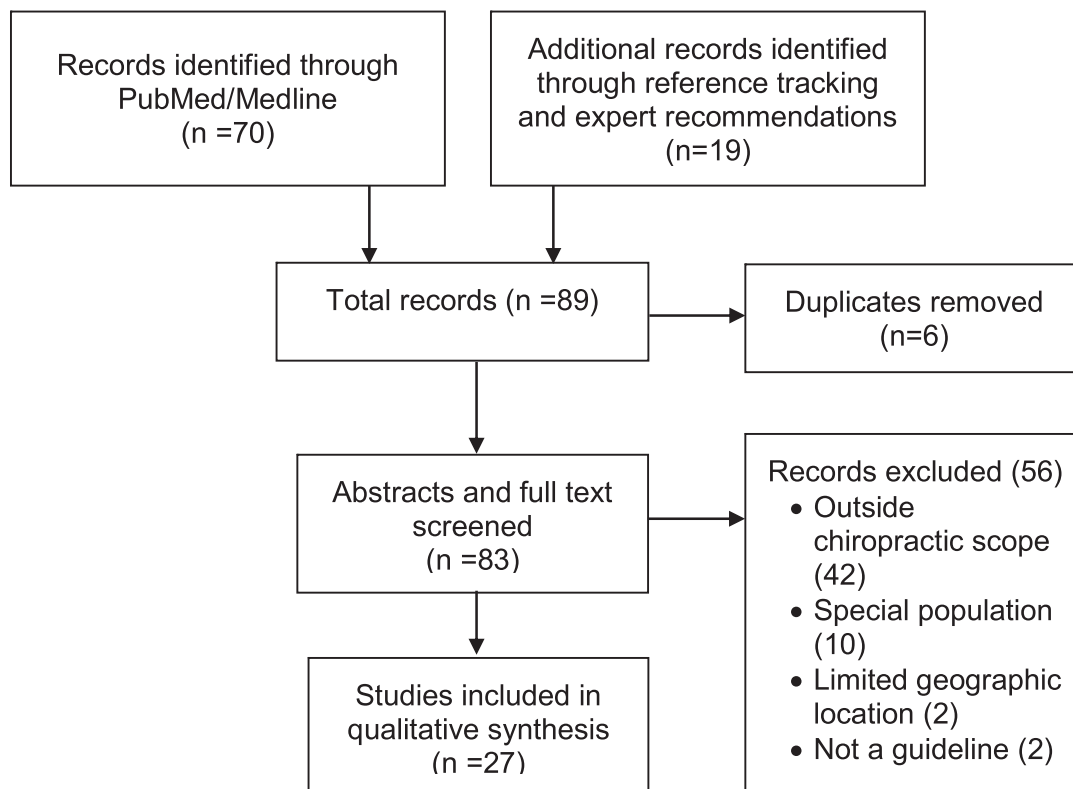 Records identified through
PubMed/Medline
(n =70)
Additional records identified
through reference tracking
and expert recommendations
(n=19)
Total records (n =89)
Duplicates removed
(n=6)
Abstracts and full text
screened
(n =83)
Records excluded (56)
• Outside
chiropractic scope
(42)
• Special population
(10)
• Limited geographic
location (2)
• Not a guideline (2)
Studies included in
qualitative synthesis
(n =27)